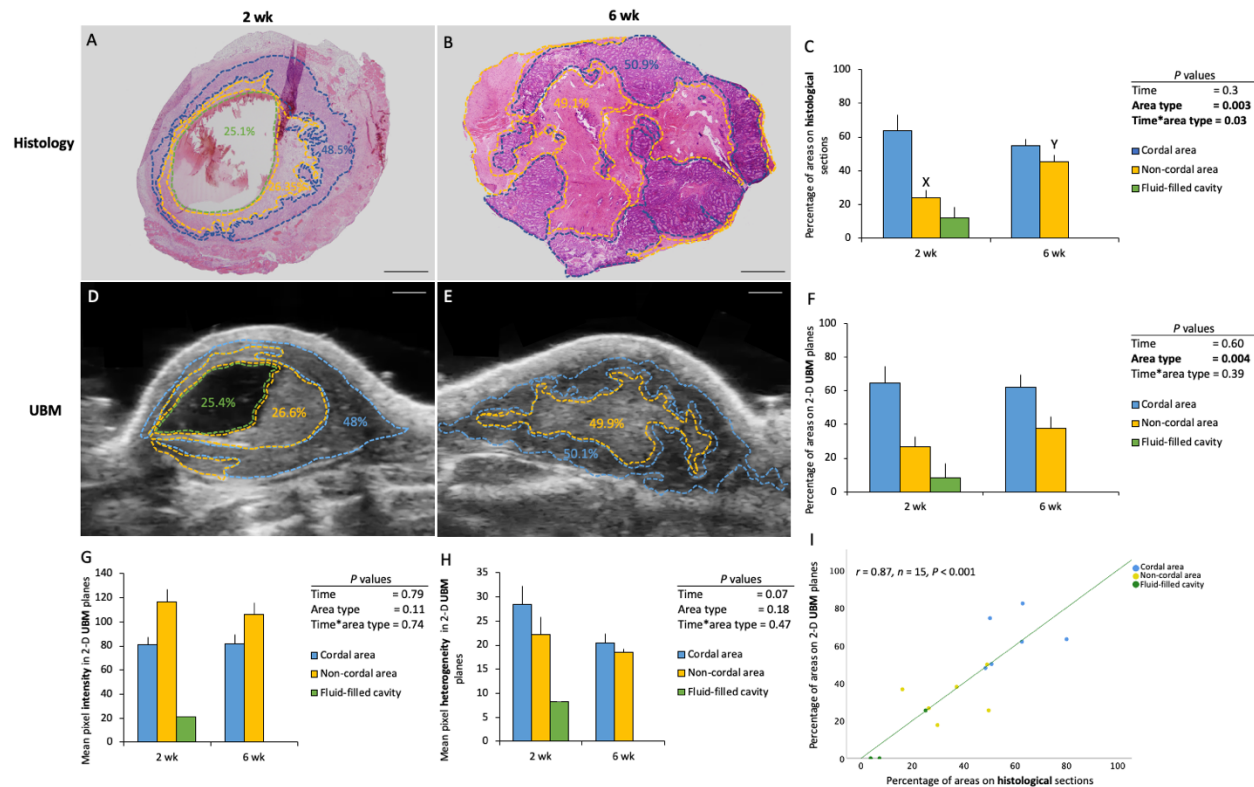 2 wk
6 wk
Histology
A
25.1%
48.5%
B
50.9%
49.1%
C
Percentage of areas on histological
sections
100
80
60
40
20
0
X
Y
2 wk
6 wk
P values
Time = 0.3
Area type = 0.003
Time*area type = 0.03
Cordal area
Non-cordal area
Fluid-filled cavity
UBM
D
25.4%
26.6%
48%
E
49.9%
50.1%
F
Percentage of areas on 2-D UBM planes
100
80
60
40
20
0
2 wk
6 wk
P values
Time = 0.60
Area type = 0.004
Time*area type = 0.39
Cordal area
Non-cordal area
Fluid-filled cavity
G
Mean pixel intensity in 2-D UBM planes
140
120
100
80
60
40
20
0
2 wk
6 wk
P values
Time = 0.79
Area type = 0.11
Time*area type = 0.74
Cordal area
Non-cordal area
Fluid-filled cavity
H
Mean pixel heterogeneity in 2-D UBM
planes
35
30
25
20
15
10
5
0
2 wk
6 wk
P values
Time = 0.07
Area type = 0.18
Time*area type = 0.47
Cordal area
Non-cordal area
Fluid-filled cavity
I
Percentage of areas on 2-D UBM planes
100
80
60
40
20
0
r = 0.87, n = 15, P < 0.001
Cordal area
Non-cordal area
Fluid-filled cavity
0
20
40
60
80
100
Percentage of areas on histological sections